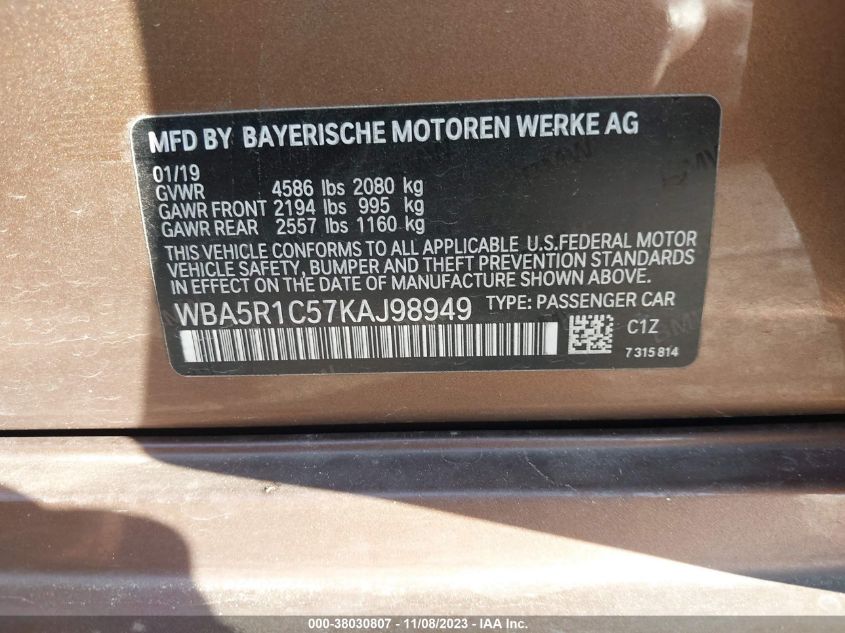 MFD BY BAYERISCHE MOTOREN WERKE AG
01/19
GVWR 4586 lbs 2080 kg
GAWR FRONT 2194 lbs 995 kg
GAWR REAR 2557 lbs 1160 kg
THIS VEHICLE CONFORMS TO ALL APPLICABLE U.S.FEDERAL MOTOR
VEHICLE SAFETY, BUMPER AND THEFT PREVENTION STANDARDS
IN EFFECT ON THE DATE OF MANUFACTURE SHOWN ABOVE.
WBA5R1C57KAJ98949 TYPE: PASSENGER CAR
C1Z
7315814
000-38030807 - 11/08/2023 - IAA Inc.